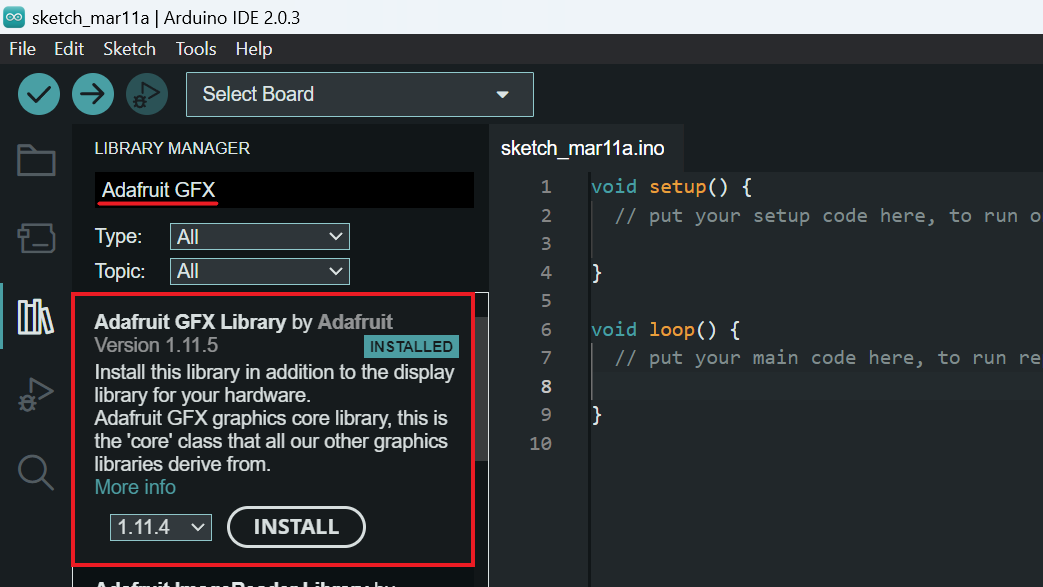 sketch_mar11a | Arduino IDE 2.0.3
File Edit Sketch Tools Help
Select Board
LIBRARY MANAGER
Adafruit GFX
Type: All
Topic: All
Adafruit GFX Library by Adafruit
Version 1.11.5 INSTALLED
Install this library in addition to the display
library for your hardware.
Adafruit GFX graphics core library, this is
the 'core' class that all our other graphics
libraries derive from.
More info
1.11.4 INSTALL
Adafruit ImageReader Library by
sketch_mar11a.ino
1 void setup() {
2 // put your setup code here, to run o
3
4 }
5
6 void loop() {
7 // put your main code here, to run re
8
9 }
10